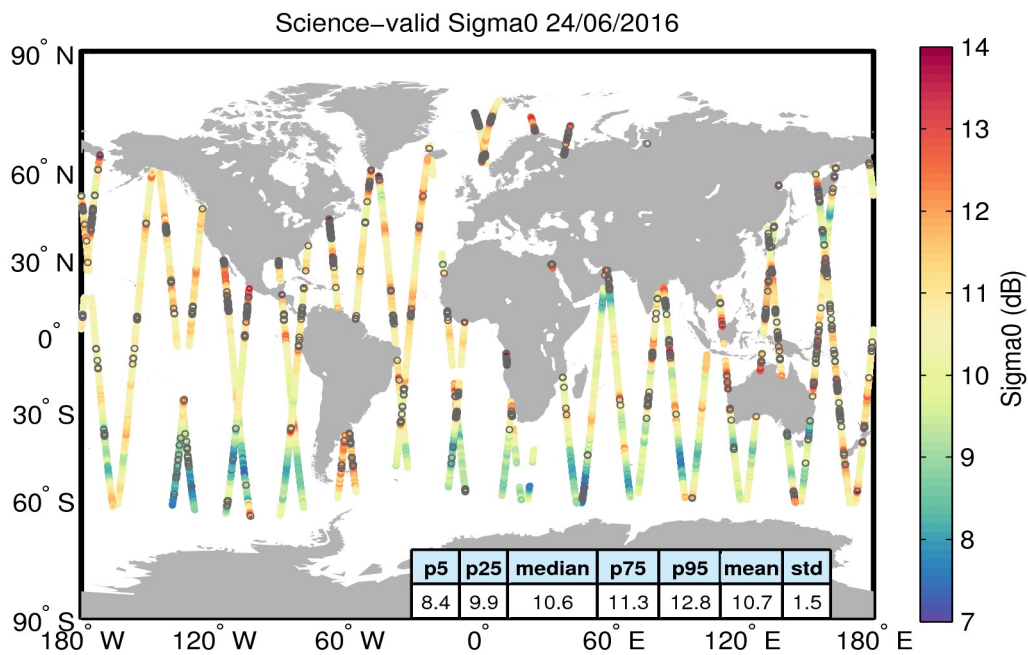 Science−valid Sigma0 24/06/2016
90° N
60° N
30° N
0°
30° S
60° S
90° S
180° W
120° W
60° W
0°
60° E
120° E
180° E
p5 p25 median p75 p95 mean std
8.4 9.9 10.6 11.3 12.8 10.7 1.5
14
13
12
11
10
9
8
7
Sigma0 (dB)